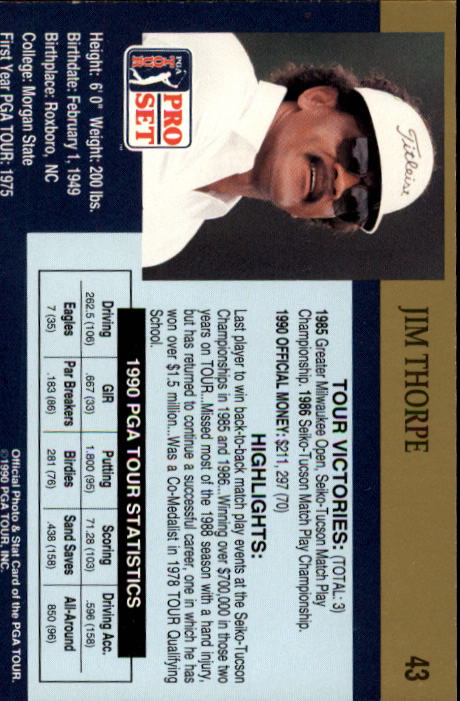 JIM THORPE
43
Titleist
PGA
TOUR
PRO
SET
TM
Height: 6' 0" Weight: 200 lbs.
Birthdate: February 1, 1949
Birthplace: Roxboro, NC
College: Morgan State
First Year PGA TOUR: 1975
TOUR VICTORIES: (TOTAL: 3)
1985 Greater Milwaukee Open, Seiko-Tucson Match Play
Championship. 1986 Seiko-Tucson Match Play Championship.
1990 OFFICIAL MONEY: $211, 297 (70)
HIGHLIGHTS:
Last player to win back-to-back match play events at the Seiko-Tucson
Championships in 1985 and 1986...Winning over $700,000 in those two
years on TOUR...Missed most of the 1988 season with a hand injury,
but has returned to continue a successful career, one in which he has
won over $1.5 million...Was a Co-Medalist in 1978 TOUR Qualifying
School.
1990 PGA TOUR STATISTICS
Driving GIR Putting Scoring Driving Acc.
262.5 (106) .667 (33) 1.800 (95) 71.28 (103) .596 (158)
Eagles Par Breakers Birdies Sand Saves All-Around
7 (35) .183 (86) 281 (76) .438 (158) 850 (96)
Official Photo & Stat Card of the PGA TOUR.
©1990 PGA TOUR, INC.